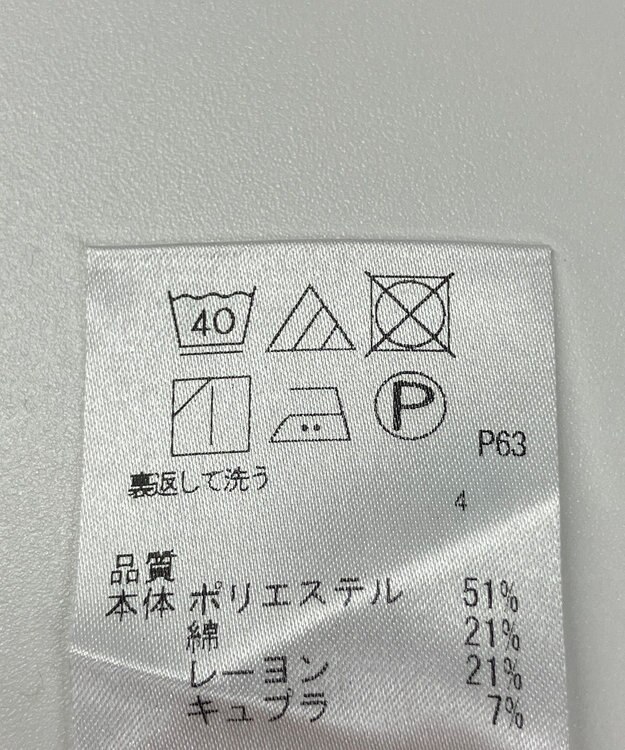 40
P
P63
裏返して洗う
4
品質
本体 ポリエステル 51%
綿 21%
レーヨン 21%
キュプラ 7%